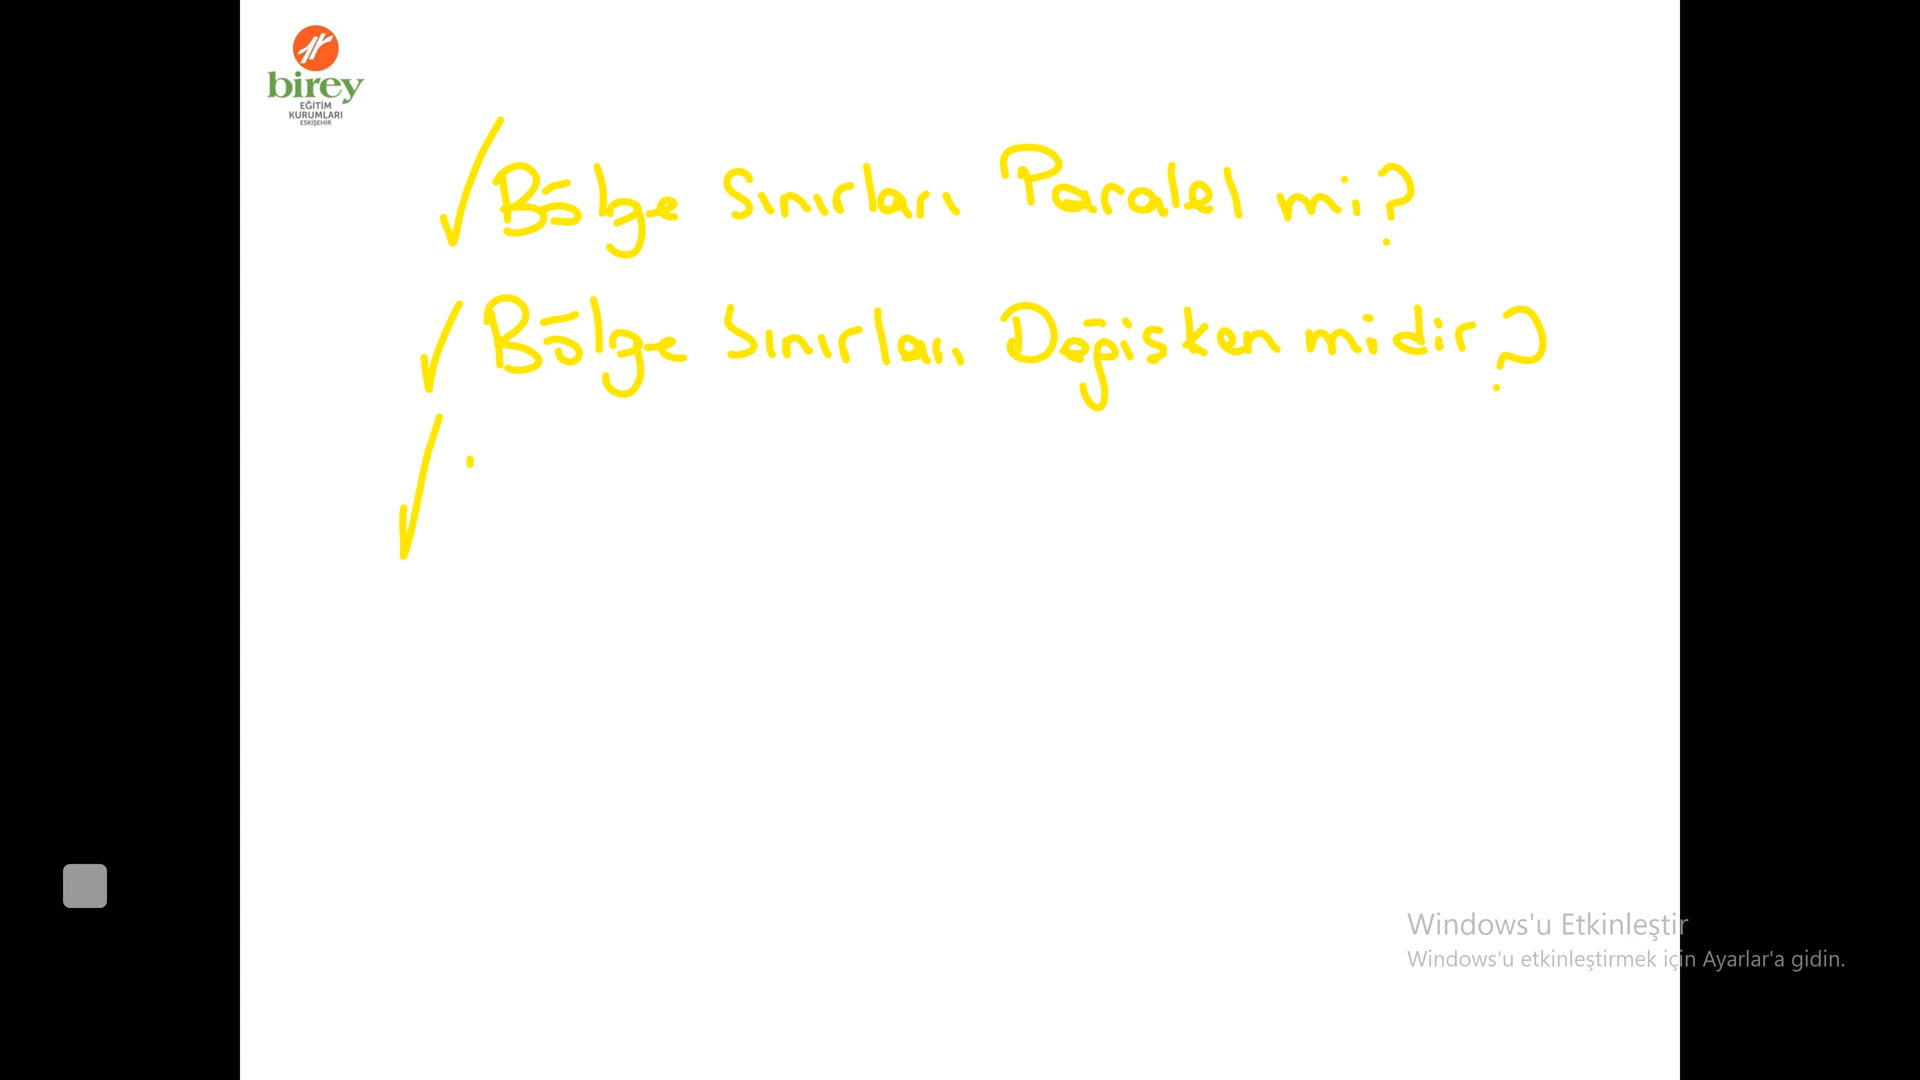 birey
EĞİTİM
KURUMLARI
ESKİŞEHİR
Bölge Sınırları Paralel mi?
Bölge Sınırları Değişken midir?
Windows'u Etkinleştir
Windows'u etkinleştirmek için Ayarlar'a gidin.